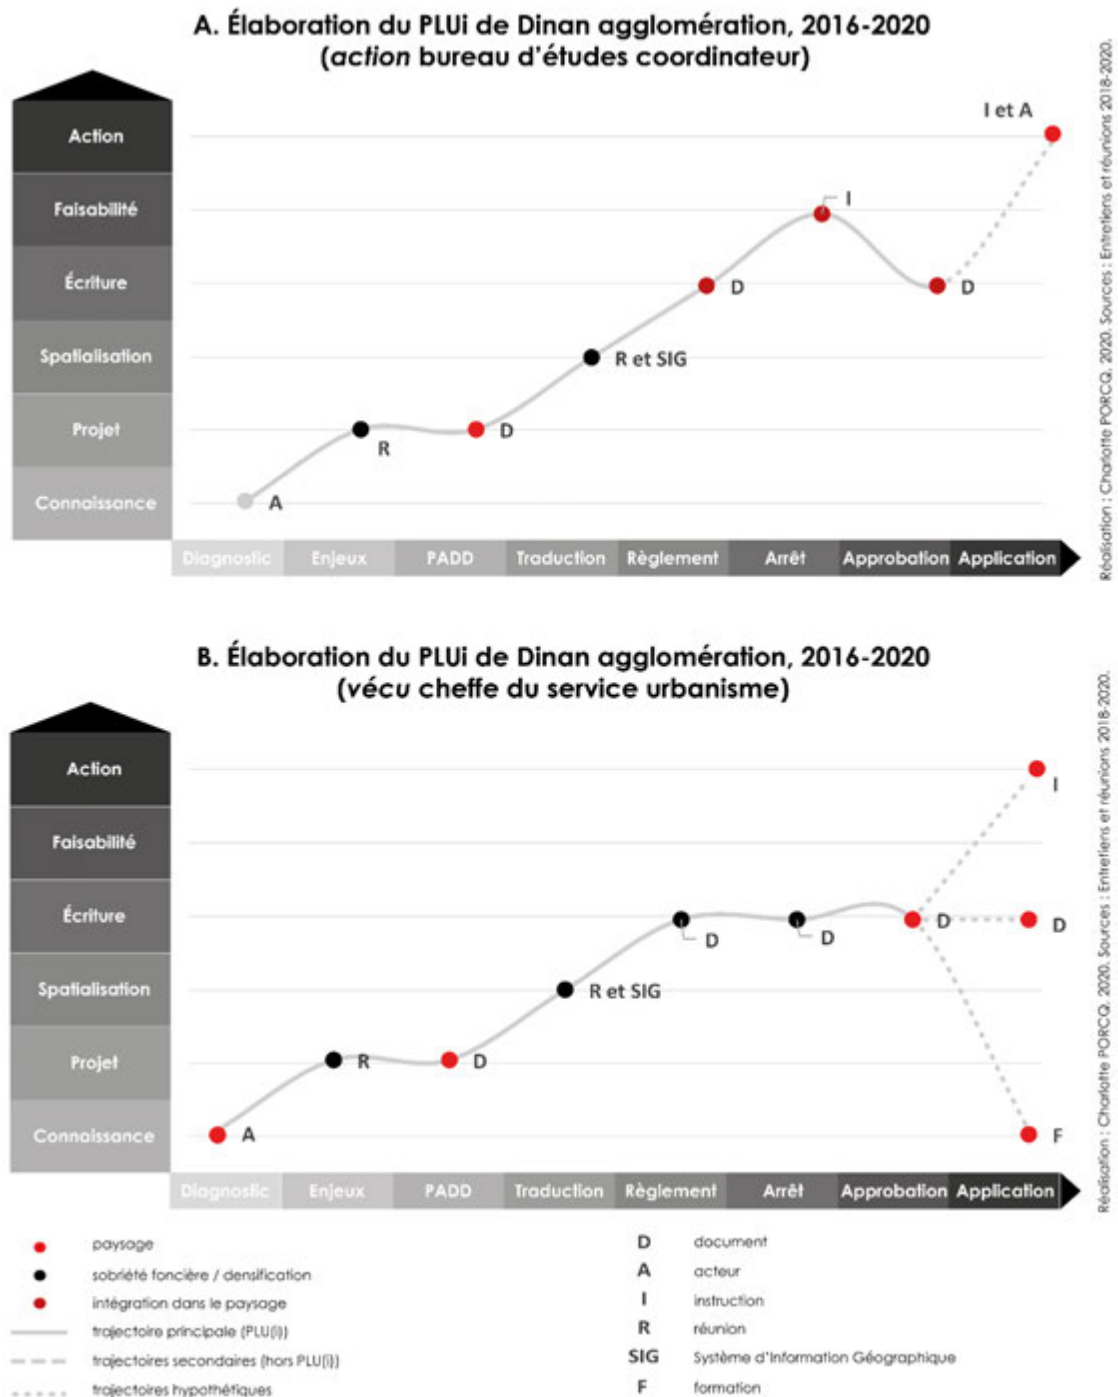 A. Élaboration du PLUi de Dinan agglomération, 2016-2020
(action bureau d'études coordinateur)
Action
Faisabilité
Écriture
Spatialisation
Projet
Connaissance
I et A
I
D
D
R et SIG
D
R
A
Diagnostic
Enjeux
PADD
Traduction
Règlement
Arrêt
Approbation
Application
Réalisation : Charlotte PORCQ, 2020. Sources : Entretiens et réunions 2018-2020.
B. Élaboration du PLUi de Dinan agglomération, 2016-2020
(vécu cheffe du service urbanisme)
Action
Faisabilité
Écriture
Spatialisation
Projet
Connaissance
I
D
D
D
D
R et SIG
R
D
A
F
Diagnostic
Enjeux
PADD
Traduction
Règlement
Arrêt
Approbation
Application
Réalisation : Charlotte PORCQ, 2020. Sources : Entretiens et réunions 2018-2020.
paysage
sobriété foncière / densification
intégration dans le paysage
trajectoire principale (PLU(i))
trajectoires secondaires (hors PLU(i))
trajectoires hypothétiques
D document
A acteur
I instruction
R réunion
SIG Système d'Information Géographique
F formation